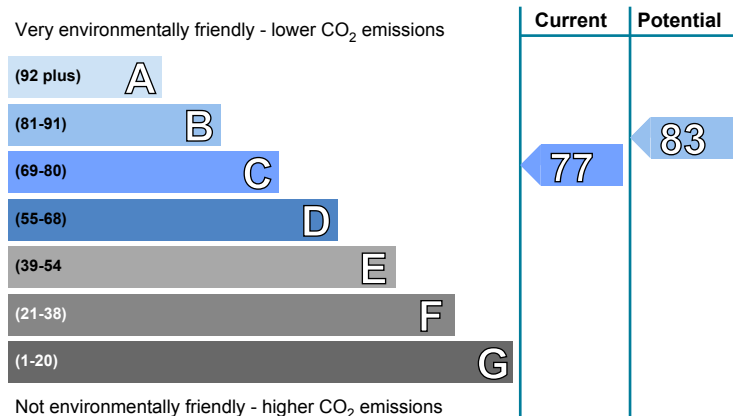 Current Potential
Very environmentally friendly - lower CO2 emissions
(92 plus) A
(81-91) B
83
(69-80) C
77
(55-68) D
(39-54 E
(21-38) F
(1-20) G
Not environmentally friendly - higher CO2 emissions